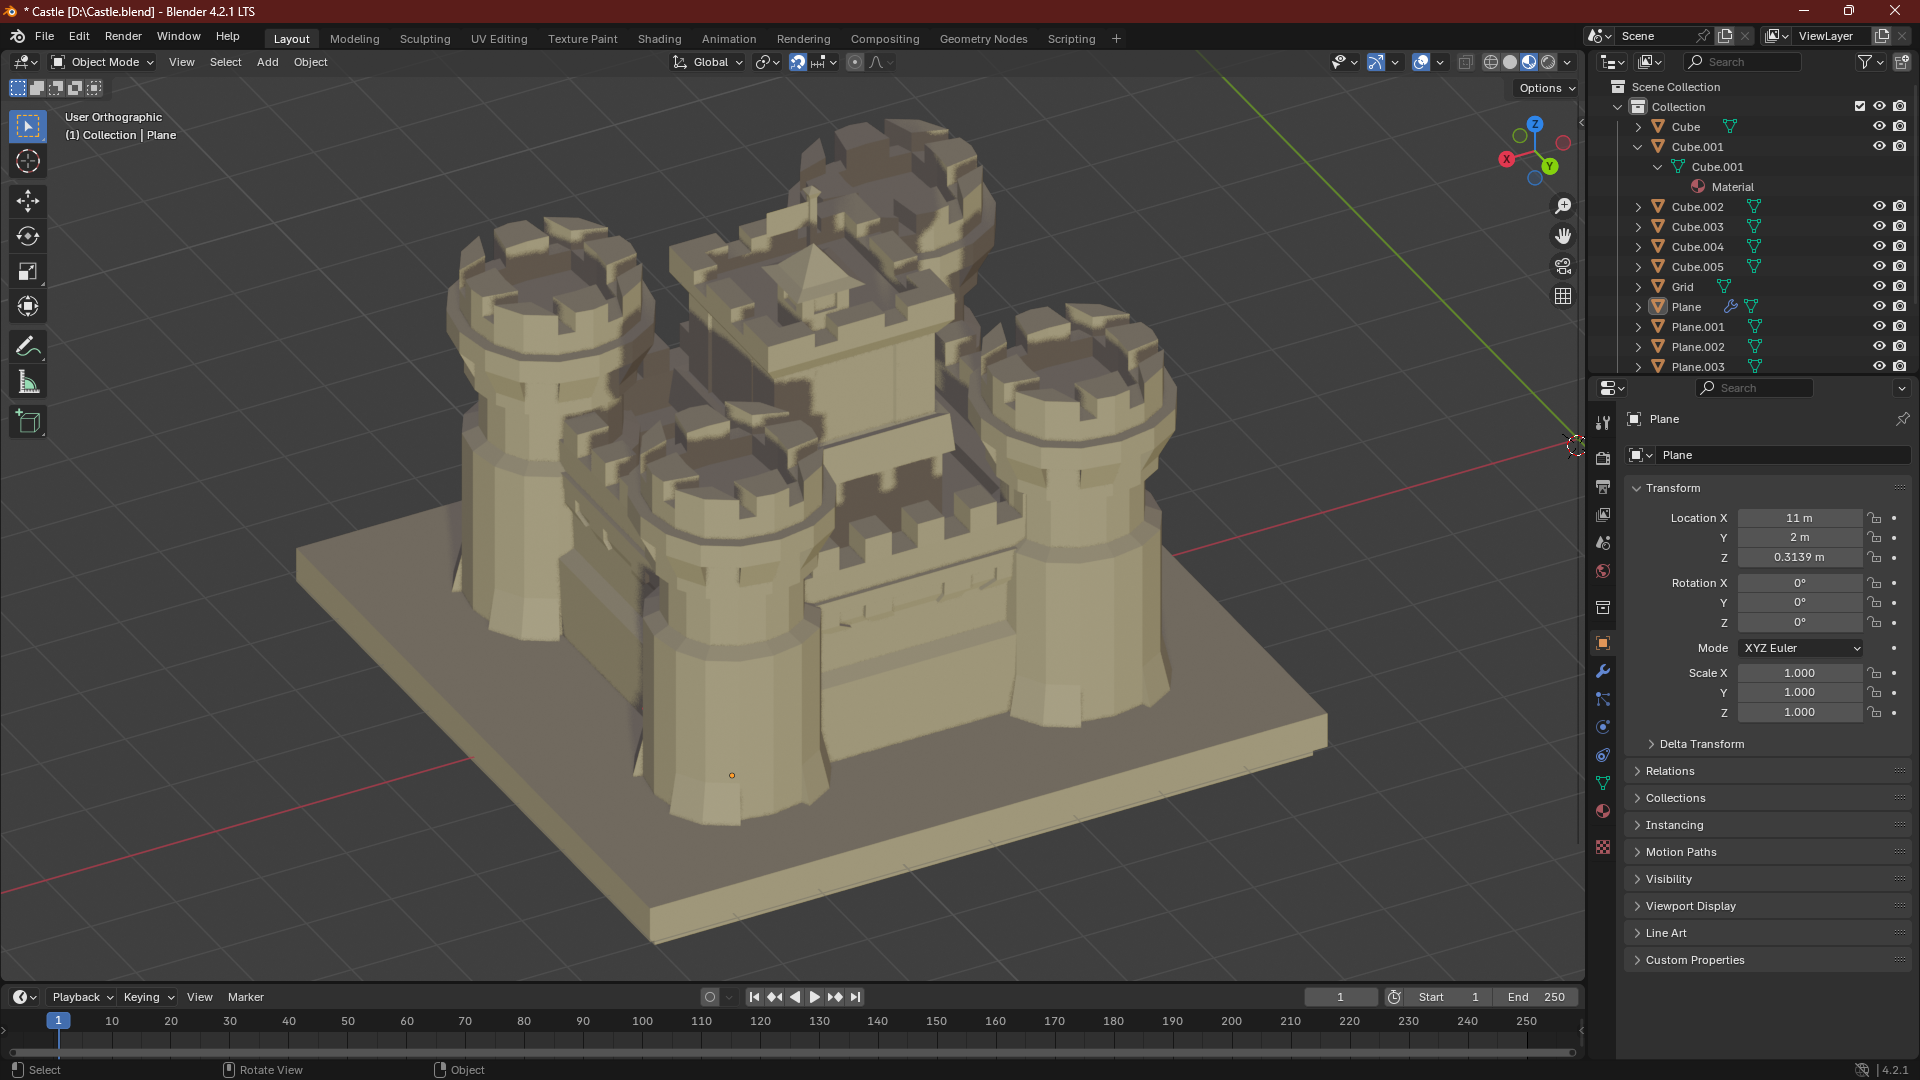 * Castle [D:\Castle.blend] - Blender 4.2.1 LTS
File Edit Render Window Help Layout Modeling Sculpting UV Editing Texture Paint Shading Animation Rendering Compositing Geometry Nodes Scripting + Scene ViewLayer
Object Mode View Select Add Object Global Search
Options
User Orthographic
(1) Collection | Plane
Z
X
Y
Scene Collection
Collection
Cube
Cube.001
Cube.001
Material
Cube.002
Cube.003
Cube.004
Cube.005
Grid
Plane
Plane.001
Plane.002
Plane.003
Search
Plane
Plane
Transform
Location X 11 m
Y 2 m
Z 0.3139 m
Rotation X 0°
Y 0°
Z 0°
Mode XYZ Euler
Scale X 1.000
Y 1.000
Z 1.000
Delta Transform
Relations
Collections
Instancing
Motion Paths
Visibility
Viewport Display
Line Art
Custom Properties
Playback Keying View Marker 1 Start 1 End 250
1 10 20 30 40 50 60 70 80 90 100 110 120 130 140 150 160 170 180 190 200 210 220 230 240 250
Select Rotate View Object 4.2.1